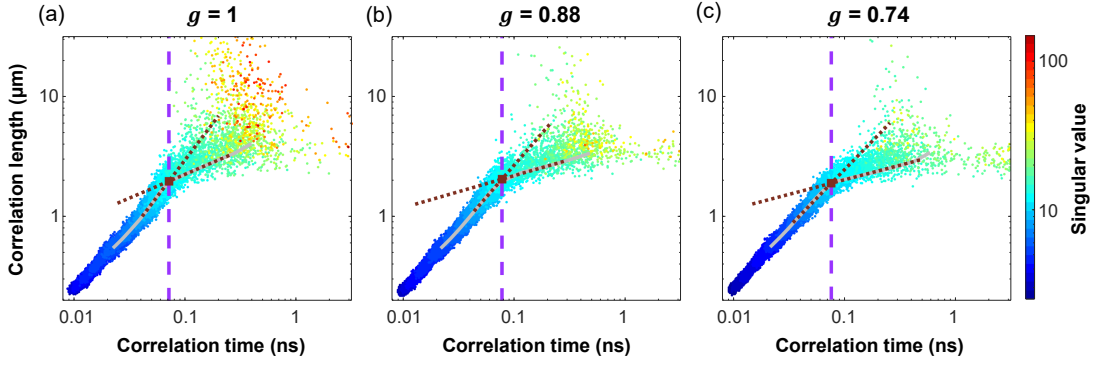 (a) g = 1
(b) g = 0.88
(c) g = 0.74
Correlation length (μm)
10
1
0.01 0.1 1
Correlation time (ns)
10
1
0.01 0.1 1
Correlation time (ns)
10
1
0.01 0.1 1
Correlation time (ns)
100
10
Singular value